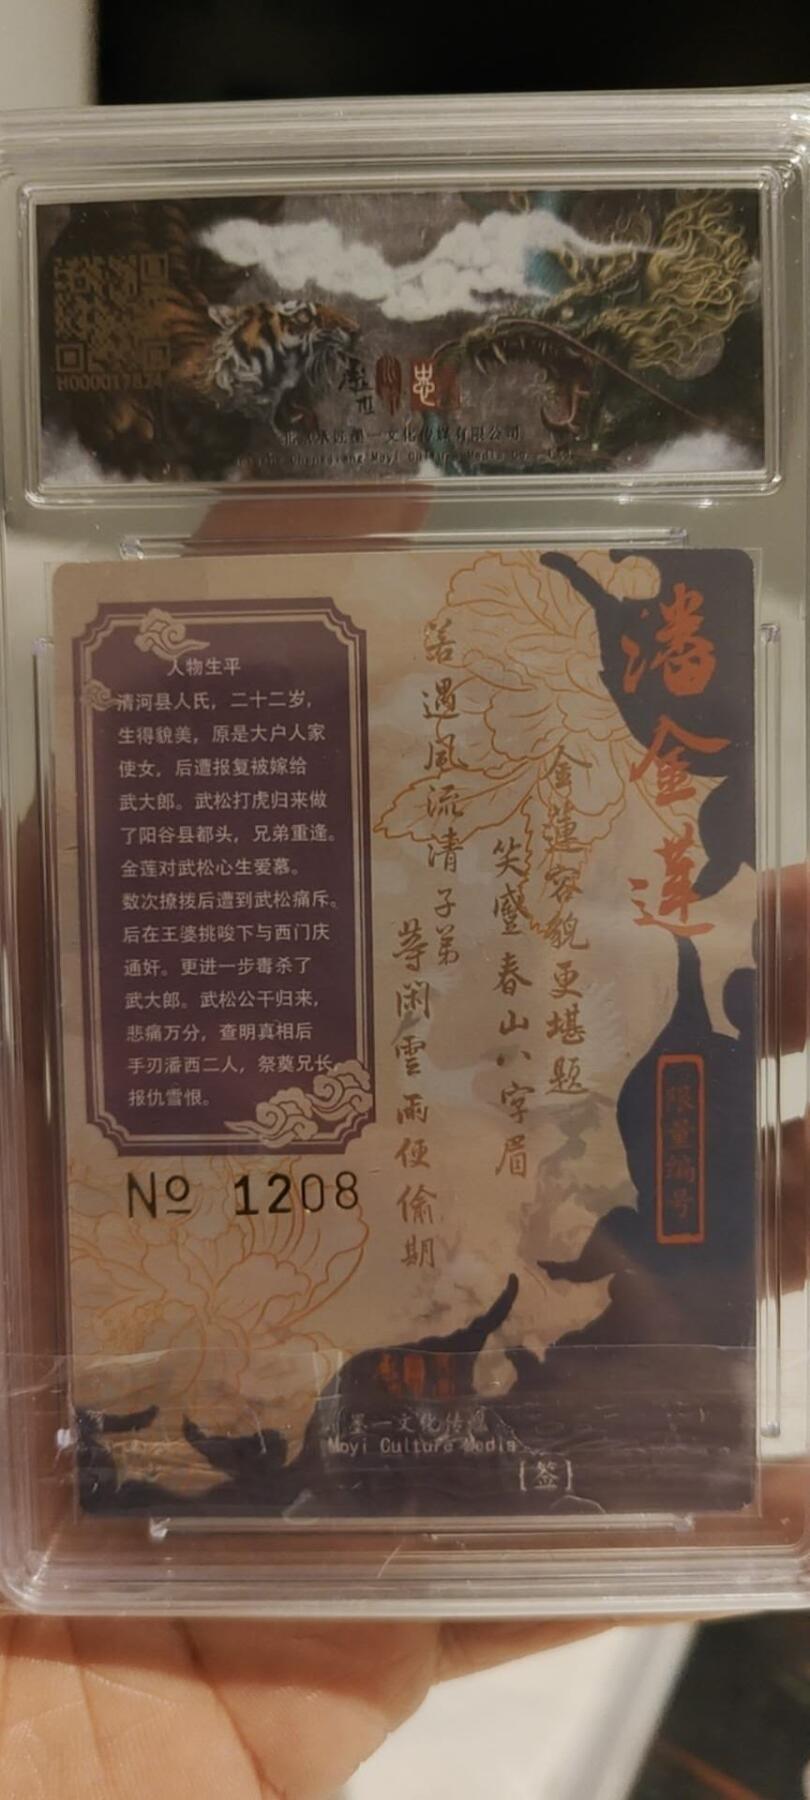 H000017824
墨一文化传媒有限公司
人物生平
清河县人氏，二十二岁，
生得貌美，原是大户人家
使女，后遭报复被嫁给
武大郎。武松打虎归来做
了阳谷县都头，兄弟重逢。
金莲对武松心生爱慕。
数次撩拨后遭到武松痛斥。
后在王婆挑唆下与西门庆
通奸。更进一步毒杀了
武大郎。武松公干归来，
悲痛万分，查明真相后
手刃潘西二人，祭奠兄长，
报仇雪恨。
No 1208
潘金莲
限量编号
金蓮容貌更堪题
笑蹙春山八字眉
若遇風流清子弟
等闲雲雨便偷期
墨一文化传媒
Moyi Culture Media
[签]